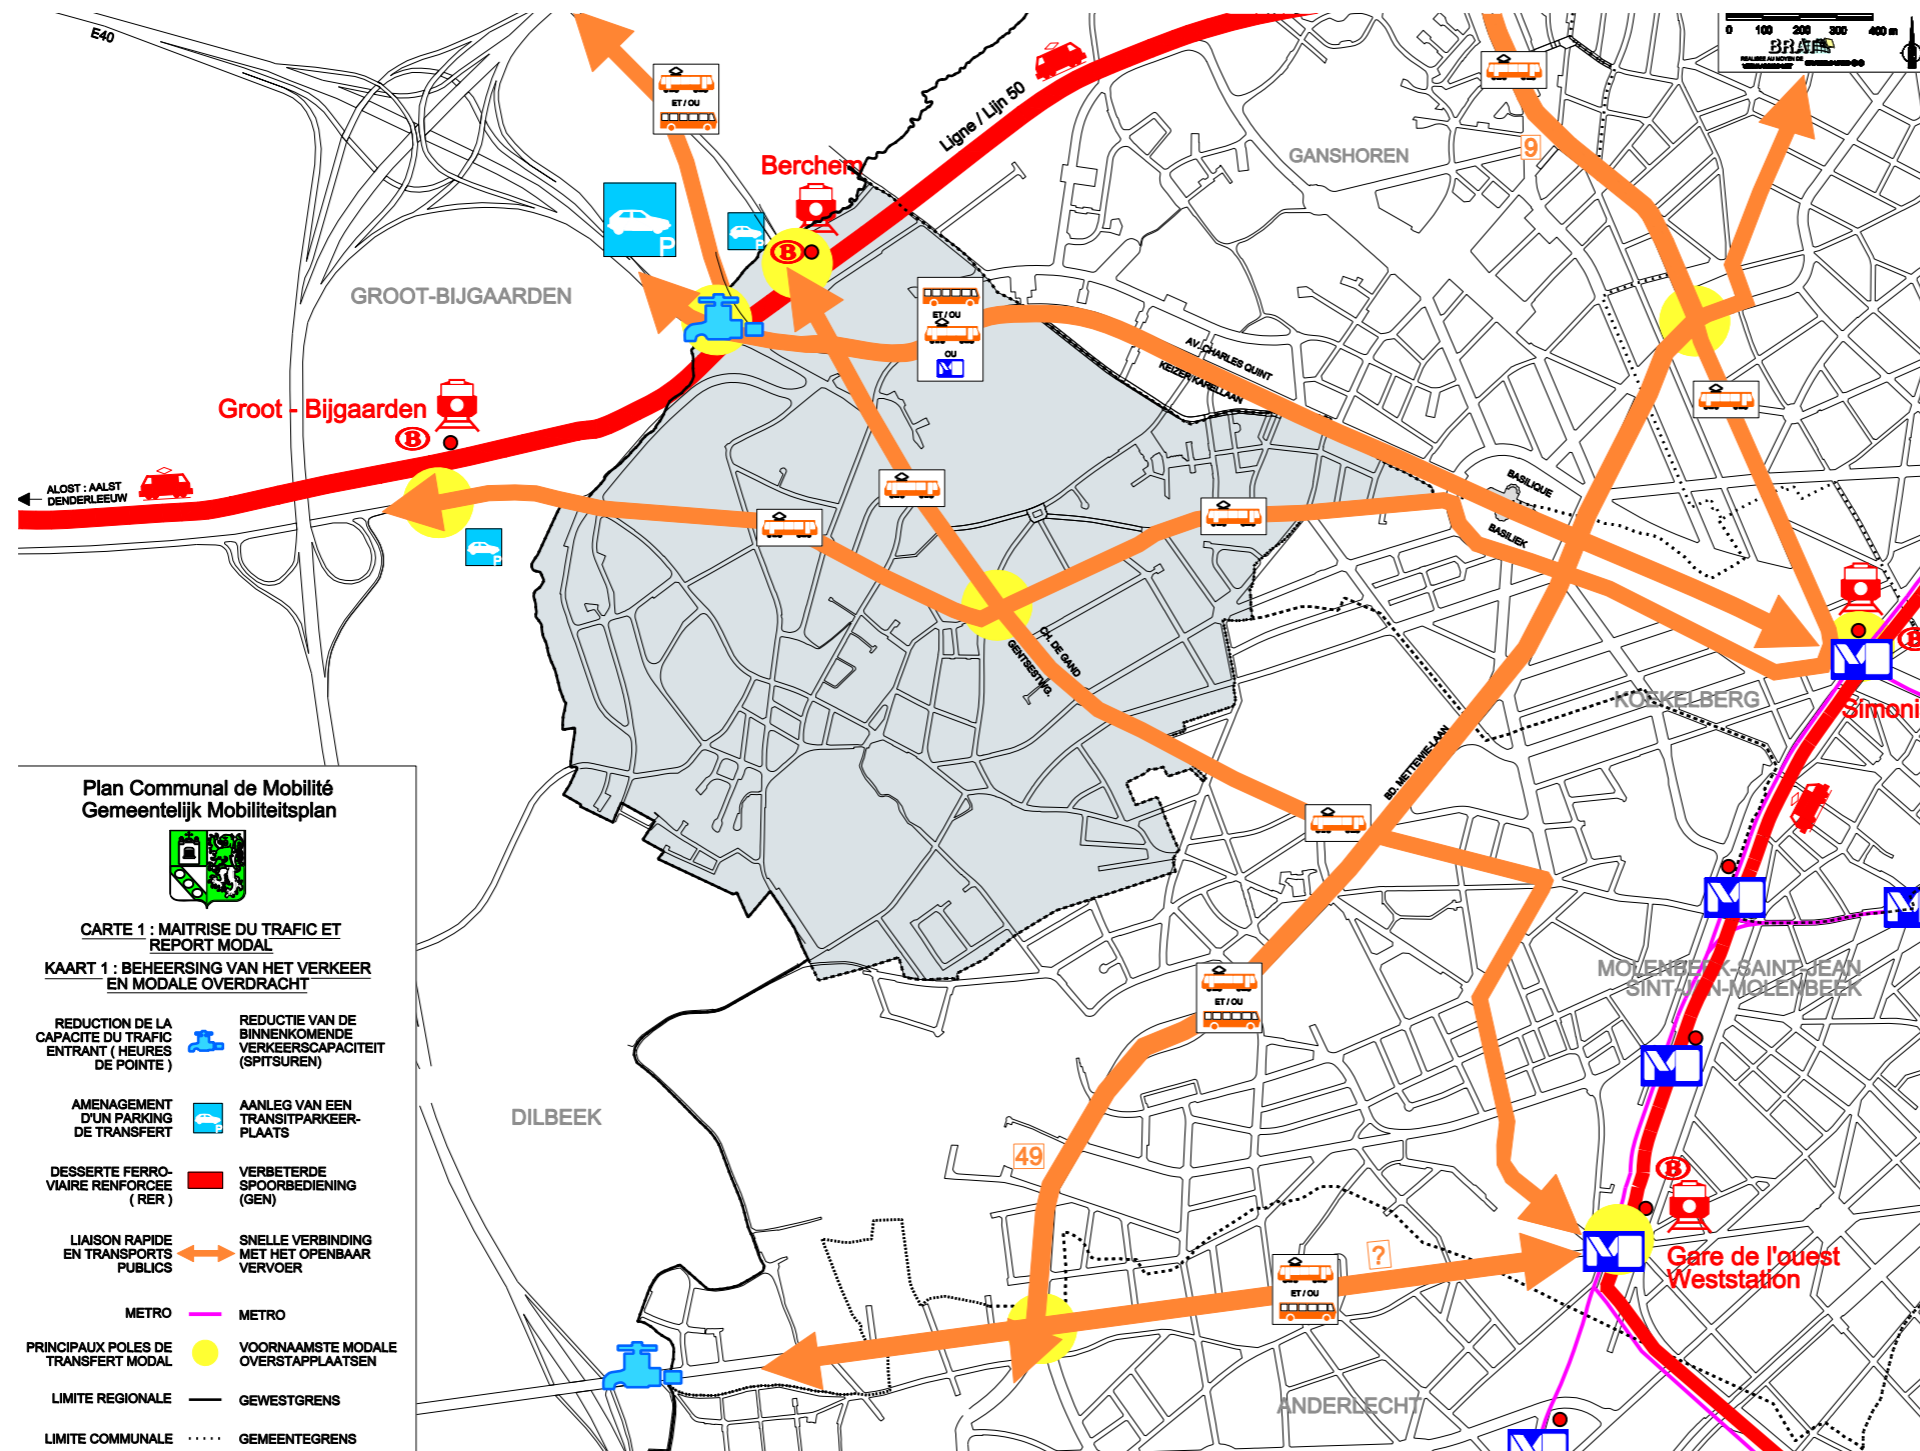 E40
0 100 200 300 400 m
BRAT
REALISEE AU MOYEN DE
Ligne / Lijn 50
ET / OU
Berchem
B
P
P
9
GANSHOREN
GROOT-BIJGAARDEN
ET / OU
OU
M
AV. CHARLES QUINT
KEIZER KARELLAAN
Groot - Bijgaarden
B
ALOST : AALST
DENDERLEEUW
P
BASILIQUE
BASILIEK
CH. DE GAND
GENTSESTWG.
B
M
KOEKELBERG
Simonis
BD. METTEWIE-LAAN
M
M
MOLENBEEK-SAINT-JEAN
SINT-JAN-MOLENBEEK
ET / OU
M
DILBEEK
49
B
?
M
Gare de l'ouest
Weststation
ET / OU
ANDERLECHT
M
Plan Communal de Mobilité
Gemeentelijk Mobiliteitsplan
CARTE 1 : MAITRISE DU TRAFIC ET
REPORT MODAL
KAART 1 : BEHEERSING VAN HET VERKEER
EN MODALE OVERDRACHT
REDUCTION DE LA
CAPACITE DU TRAFIC
ENTRANT ( HEURES
DE POINTE )
REDUCTIE VAN DE
BINNENKOMENDE
VERKEERSCAPACITEIT
(SPITSUREN)
AMENAGEMENT
D'UN PARKING
DE TRANSFERT
P
AANLEG VAN EEN
TRANSITPARKEER-
PLAATS
DESSERTE FERRO-
VIAIRE RENFORCEE
( RER )
VERBETERDE
SPOORBEDIENING
(GEN)
LIAISON RAPIDE
EN TRANSPORTS
PUBLICS
SNELLE VERBINDING
MET HET OPENBAAR
VERVOER
METRO
METRO
PRINCIPAUX POLES DE
TRANSFERT MODAL
VOORNAAMSTE MODALE
OVERSTAPPLAATSEN
LIMITE REGIONALE
GEWESTGRENS
LIMITE COMMUNALE
GEMEENTEGRENS